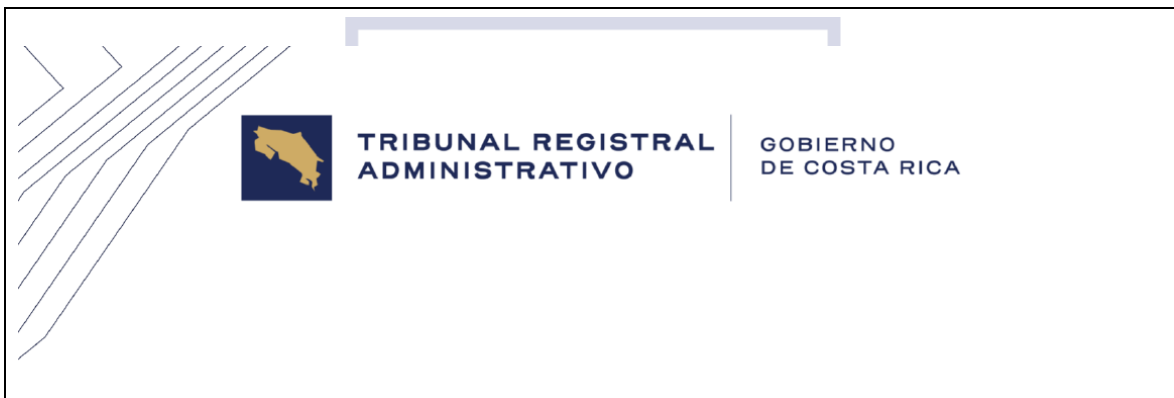 TRIBUNAL REGISTRAL
ADMINISTRATIVO
GOBIERNO
DE COSTA RICA